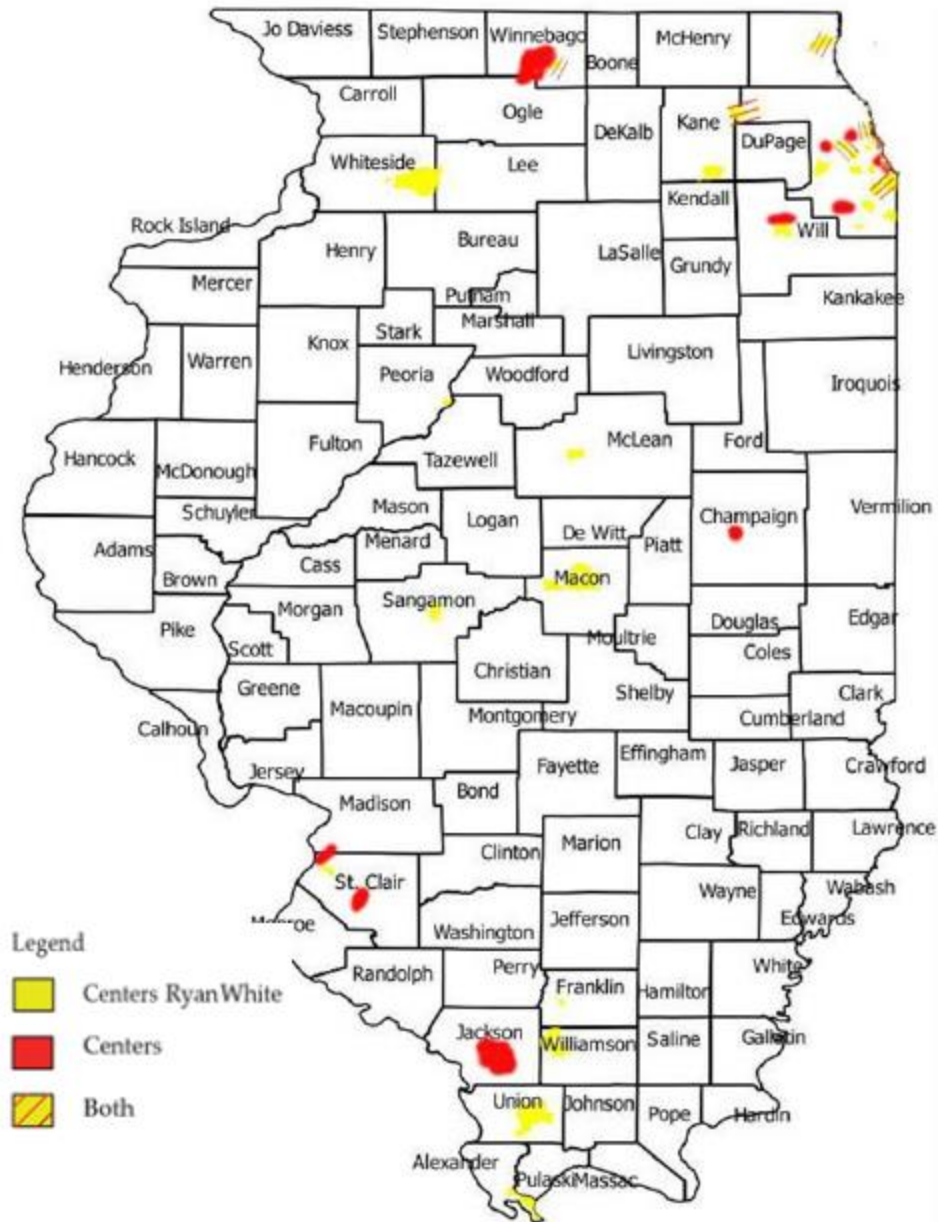 Jo Daviess Stephenson Winnebago McHenry
Boone
Carroll
Ogle
DeKalb Kane
DuPage
Whiteside Lee
Kendall
Rock Island Will
Henry Bureau LaSalle
Grundy
Mercer
Putnam Kankakee
Marshall
Stark
Knox
Henderson Warren Livingston
Peoria Woodford
Iroquois
Fulton McLean Ford
Hancock Tazewell
McDonough
Mason Vermilion
Schuyler Logan Champaign
De Witt
Menard Piatt
Adams
Cass
Brown Macon
Sangamon
Morgan
Pike Douglas Edgar
Moultrie
Scott Coles
Christian
Greene Shelby Clark
Macoupin
Montgomery Cumberland
Calhoun
Effingham
Jersey Fayette Jasper Crawford
Bond
Madison
Clay Richland Lawrence
Marion
Clinton
St. Clair Wayne Wabash
Monroe Jefferson Edwards
Washington
Legend
Perry White
Randolph
Franklin
Hamilton
Centers RyanWhite
Jackson
Williamson Saline Gallatin
Centers
Union Johnson
Pope Hardin
Both
Alexander
Pulaski Massac